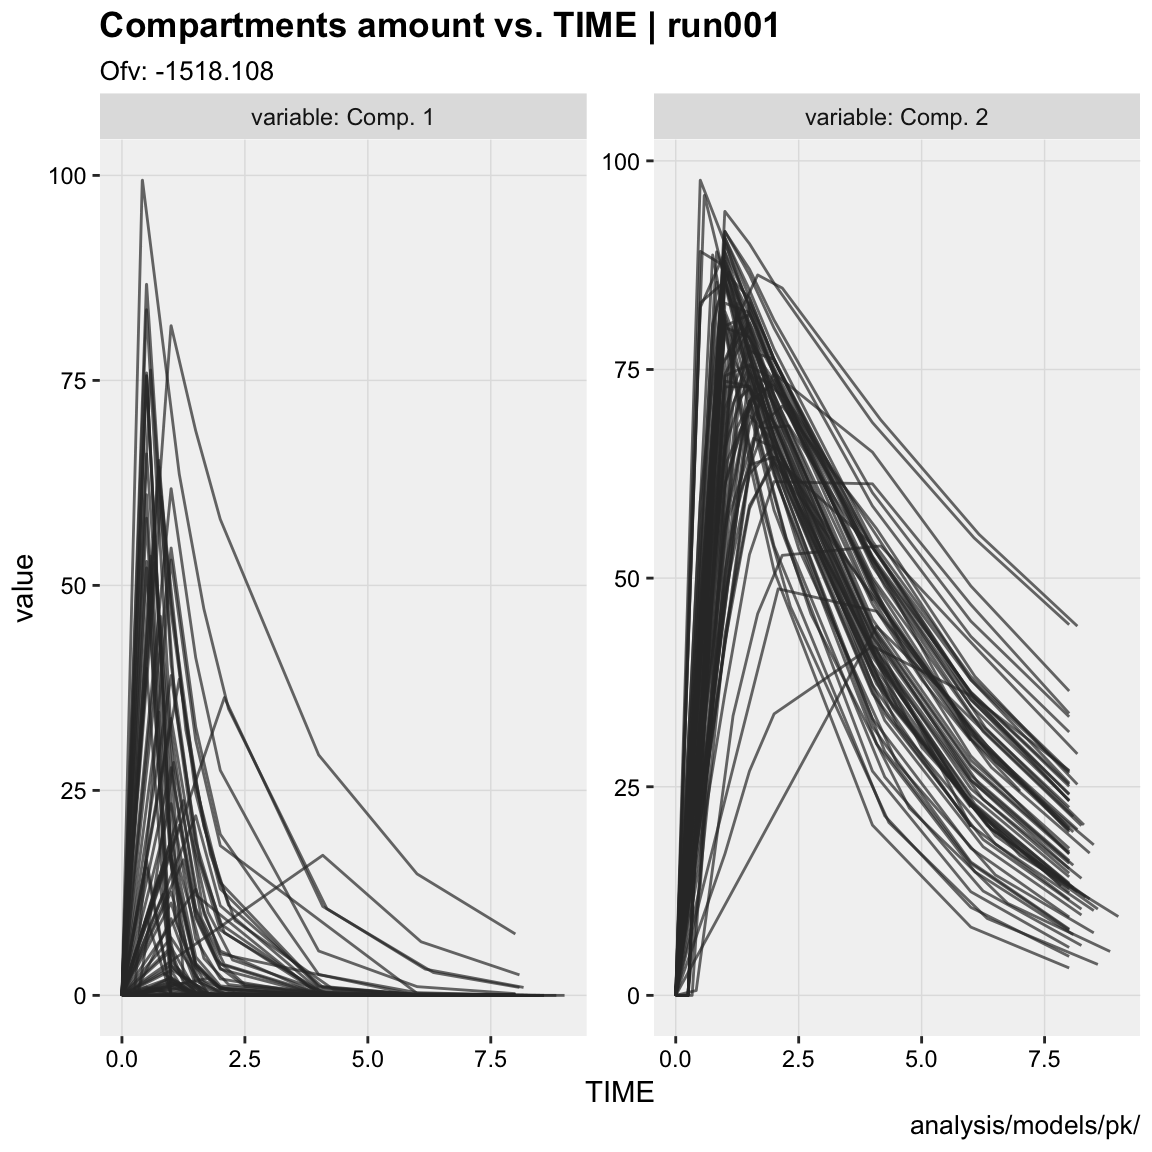 Compartments amount vs. TIME | run001
Ofv: -1518.108
variable: Comp. 1
variable: Comp. 2
100
75
50
25
0
100
75
50
25
0
value
0.0 2.5 5.0 7.5
0.0 2.5 5.0 7.5
TIME
analysis/models/pk/